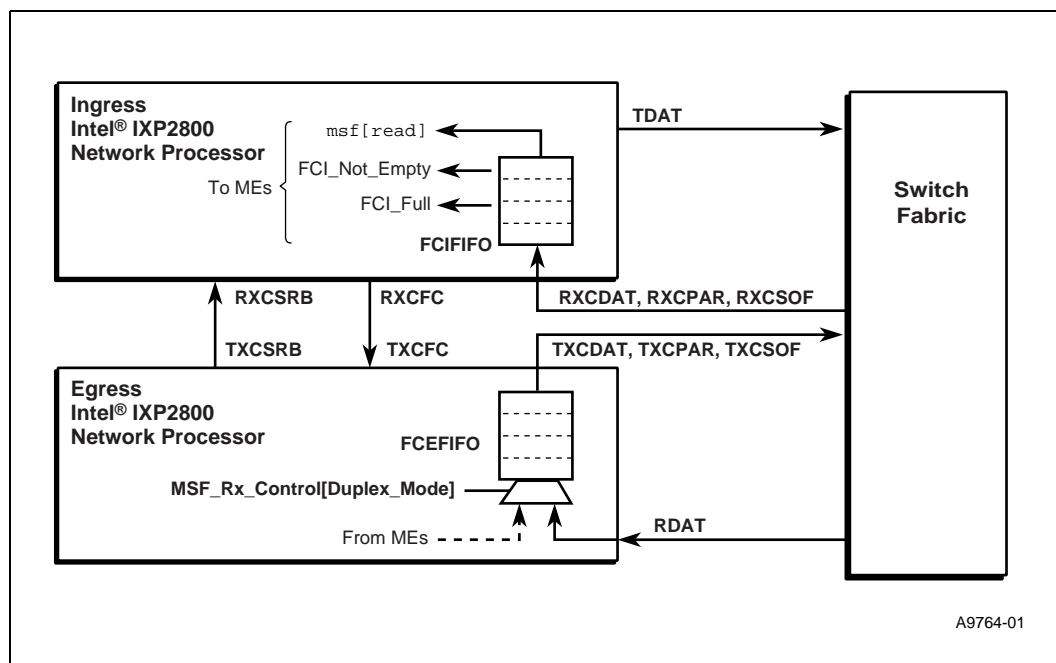 Ingress
Intel® IXP2800
Network Processor
To MEs
msf[read]
FCI_Not_Empty
FCI_Full
FCIFIFO
TDAT
Switch
Fabric
RXCSRB
RXCFC
RXCDAT, RXCPAR, RXCSOF
TXCSRB
TXCFC
TXCDAT, TXCPAR, TXCSOF
Egress
Intel® IXP2800
Network Processor
FCEFIFO
MSF_Rx_Control[Duplex_Mode]
From MEs
RDAT
A9764-01